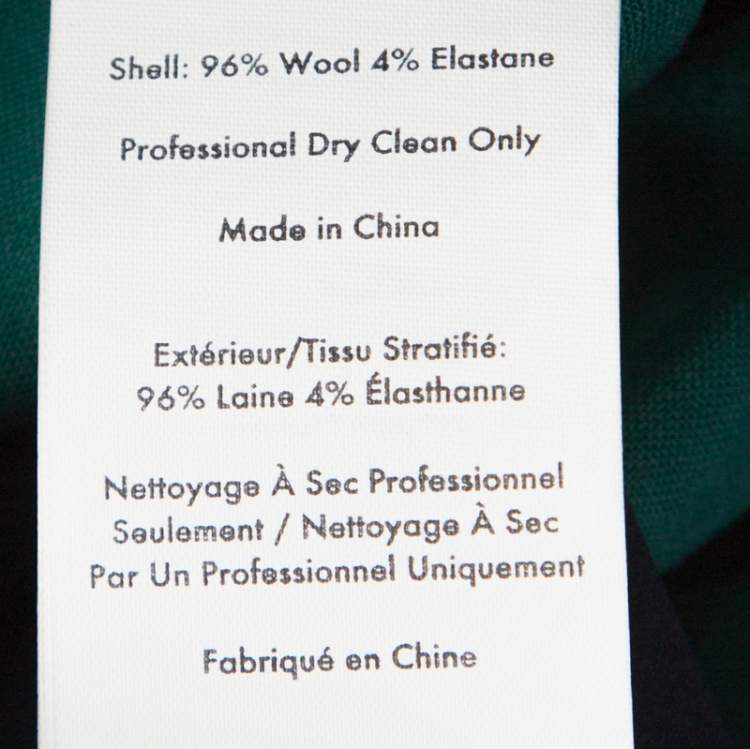 Shell: 96% Wool 4% Elastane
Professional Dry Clean Only
Made in China
Extérieur/Tissu Stratifié:
96% Laine 4% Élasthanne
Nettoyage À Sec Professionnel
Seulement / Nettoyage À Sec
Par Un Professionnel Uniquement
Fabriqué en Chine